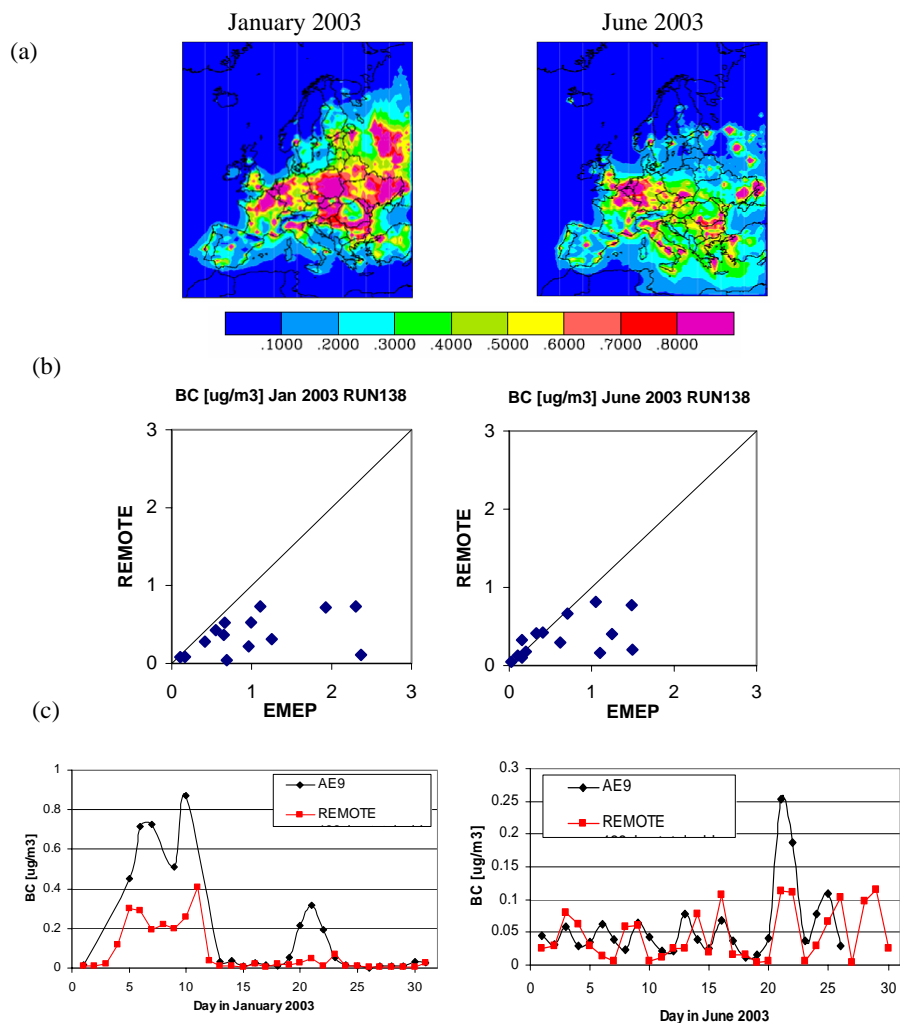 January 2003
June 2003
(a)
.1000 .2000 .3000 .4000 .5000 .6000 .7000 .8000
(b)
BC [ug/m3] Jan 2003 RUN138
BC [ug/m3] June 2003 RUN138
3
2
1
0
REMOTE
0 1 2 3
EMEP
3
2
1
0
REMOTE
0 1 2 3
EMEP
(c)
1
0.8
0.6
0.4
0.2
0
BC [ug/m3]
AE9
REMOTE
0 5 10 15 20 25 30
Day in January 2003
0.3
0.25
0.2
0.15
0.1
0.05
0
BC [ug/m3]
AE9
REMOTE
0 5 10 15 20 25 30
Day in June 2003